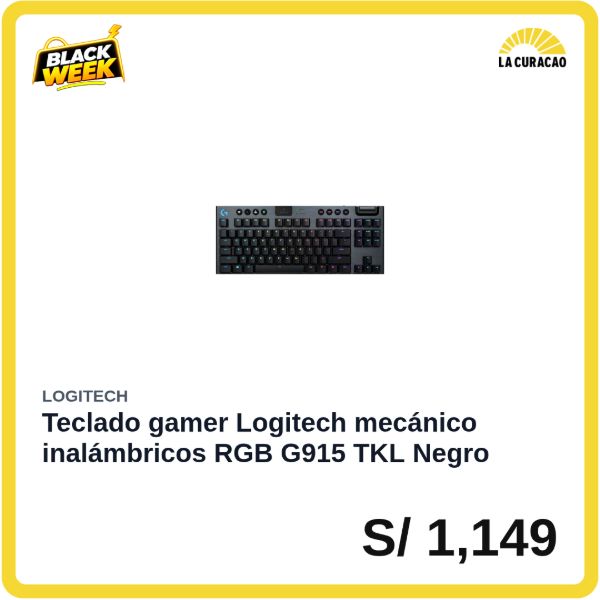 BLACK
WEEK
LA CURACAO
LOGITECH
Teclado gamer Logitech mecánico
inalámbricos RGB G915 TKL Negro
S/ 1,149